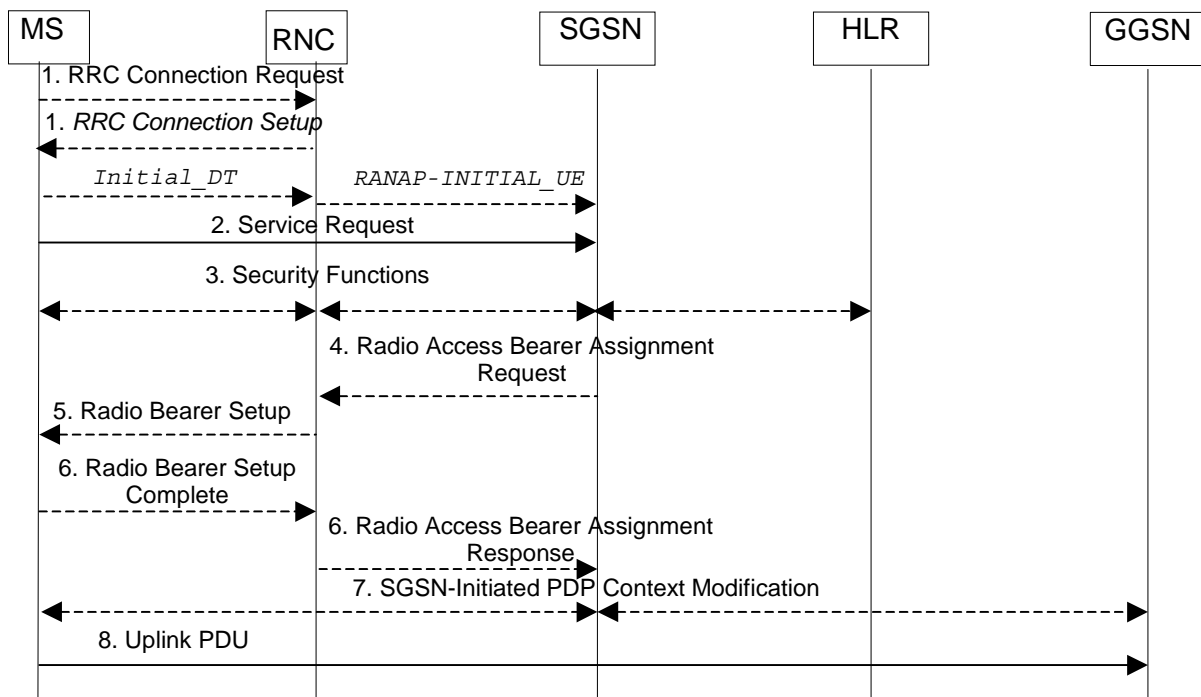 MS
RNC
SGSN
HLR
GGSN
1. RRC Connection Request
1. RRC Connection Setup
Initial_DT
RANAP-INITIAL_UE
2. Service Request
3. Security Functions
4. Radio Access Bearer Assignment
Request
5. Radio Bearer Setup
6. Radio Bearer Setup
Complete
6. Radio Access Bearer Assignment
Response
7. SGSN-Initiated PDP Context Modification
8. Uplink PDU